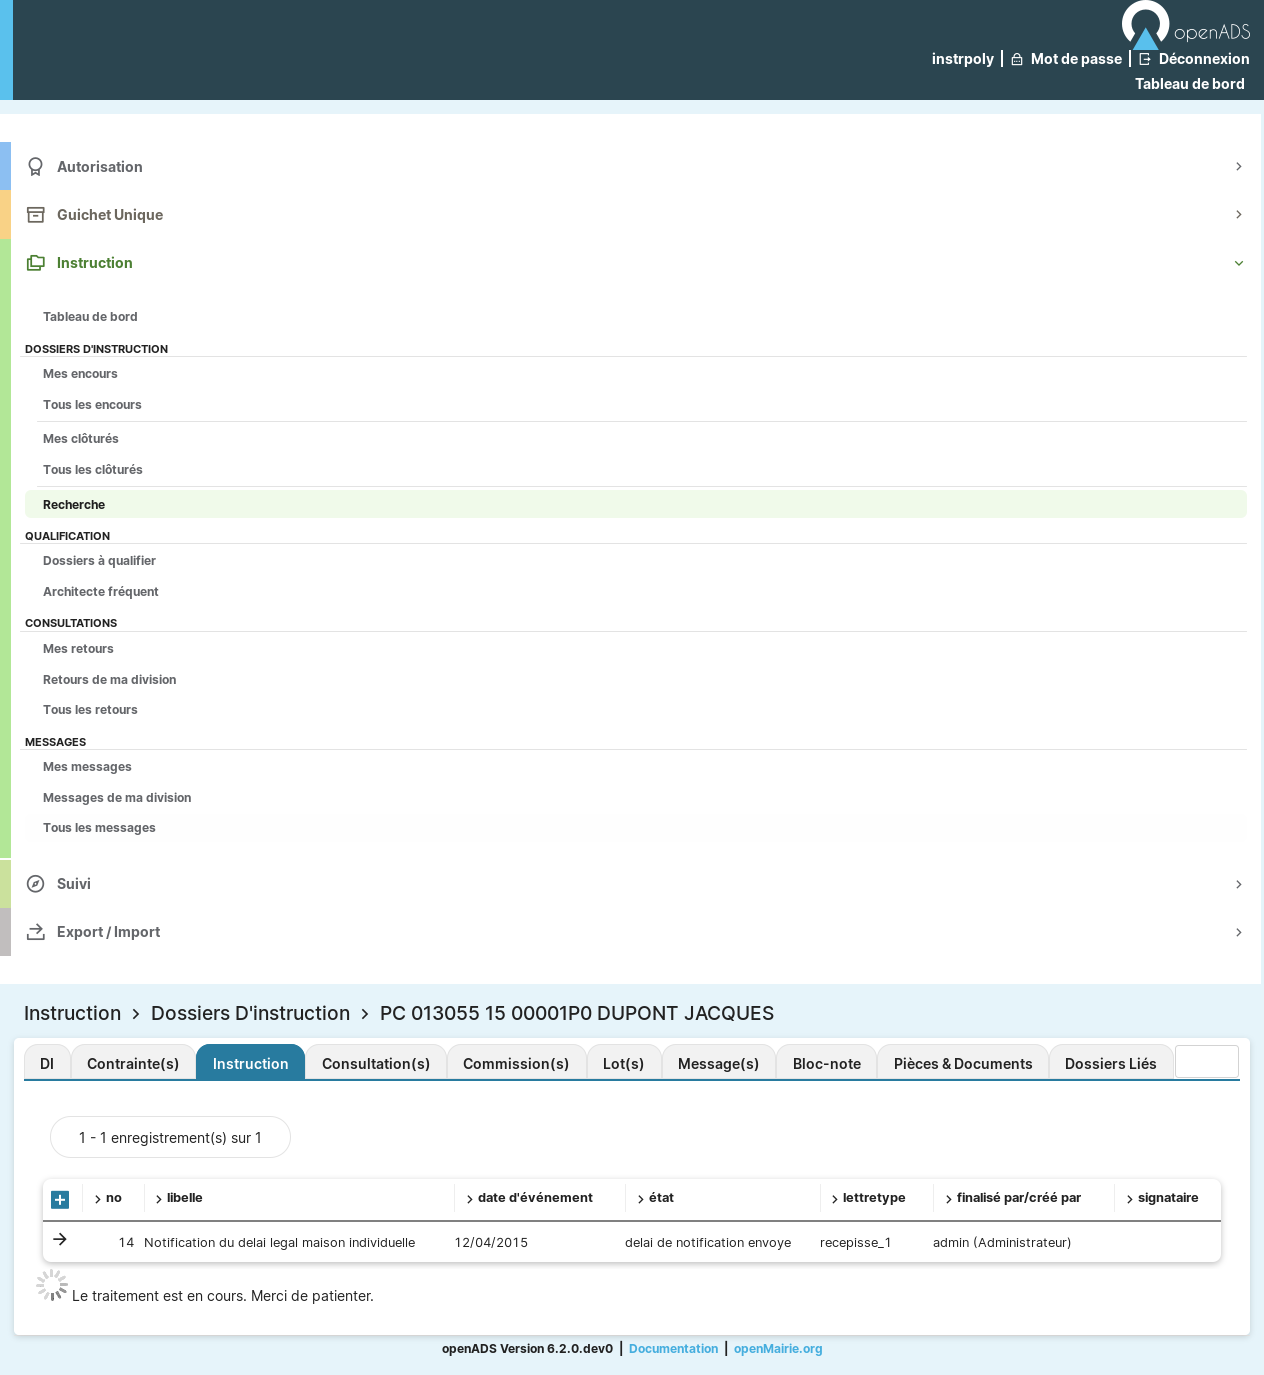 openADS
instrpoly | Mot de passe | Déconnexion
Tableau de bord
Autorisation
Guichet Unique
Instruction
Tableau de bord
DOSSIERS D'INSTRUCTION
Mes encours
Tous les encours
Mes clôturés
Tous les clôturés
Recherche
QUALIFICATION
Dossiers à qualifier
Architecte fréquent
CONSULTATIONS
Mes retours
Retours de ma division
Tous les retours
MESSAGES
Mes messages
Messages de ma division
Tous les messages
Suivi
Export / Import
Instruction > Dossiers D'instruction > PC 013055 15 00001P0 DUPONT JACQUES
DI Contrainte(s) Instruction Consultation(s) Commission(s) Lot(s) Message(s) Bloc-note Pièces & Documents Dossiers Liés
1 - 1 enregistrement(s) sur 1
no libelle date d'événement état lettretype finalisé par/créé par signataire
14 Notification du delai legal maison individuelle 12/04/2015 delai de notification envoye recepisse_1 admin (Administrateur)
Le traitement est en cours. Merci de patienter.
openADS Version 6.2.0.dev0 | Documentation | openMairie.org